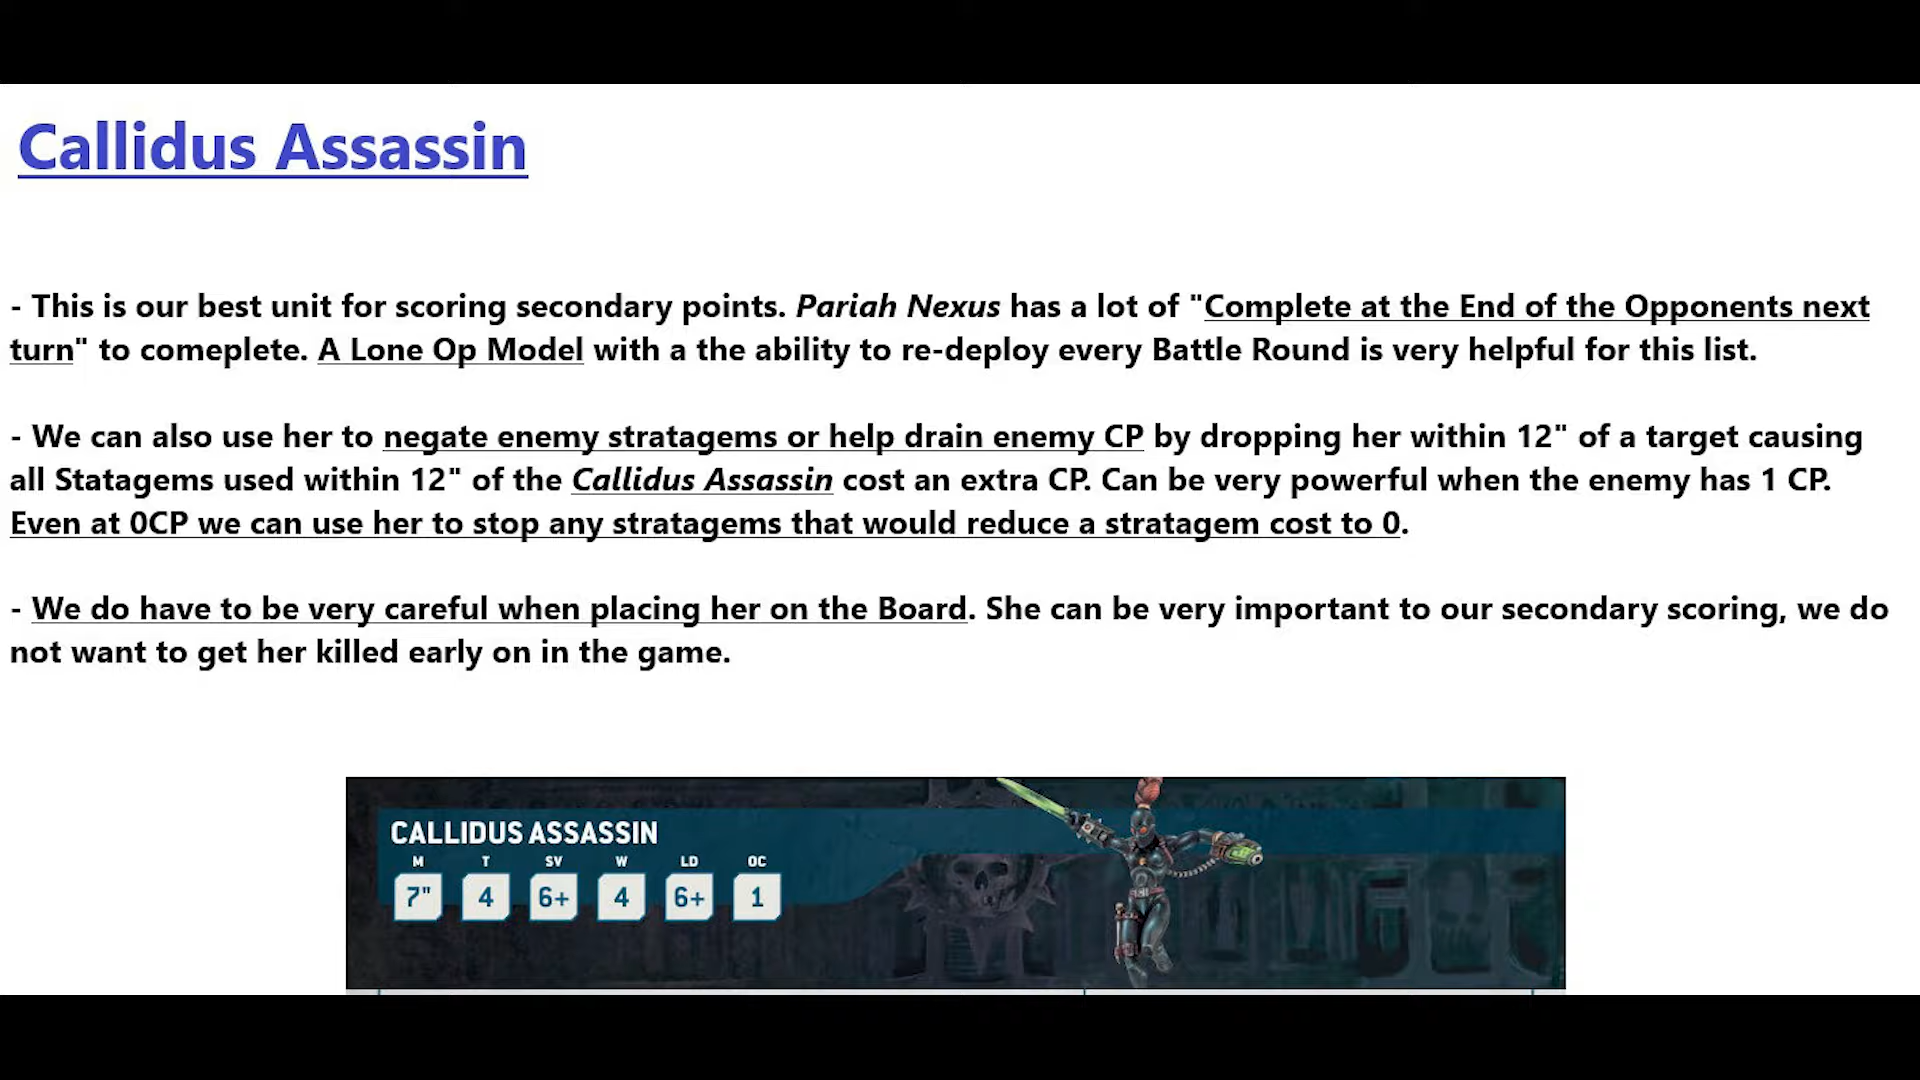 Callidus Assassin
- This is our best unit for scoring secondary points. Pariah Nexus has a lot of "Complete at the End of the Opponents next
turn" to comeplete. A Lone Op Model with a the ability to re-deploy every Battle Round is very helpful for this list.
- We can also use her to negate enemy stratagems or help drain enemy CP by dropping her within 12" of a target causing
all Statagems used within 12" of the Callidus Assassin cost an extra CP. Can be very powerful when the enemy has 1 CP.
Even at 0CP we can use her to stop any stratagems that would reduce a stratagem cost to 0.
- We do have to be very careful when placing her on the Board. She can be very important to our secondary scoring, we do
not want to get her killed early on in the game.
CALLIDUS ASSASSIN
M T SV W LD OC
7" 4 6+ 4 6+ 1